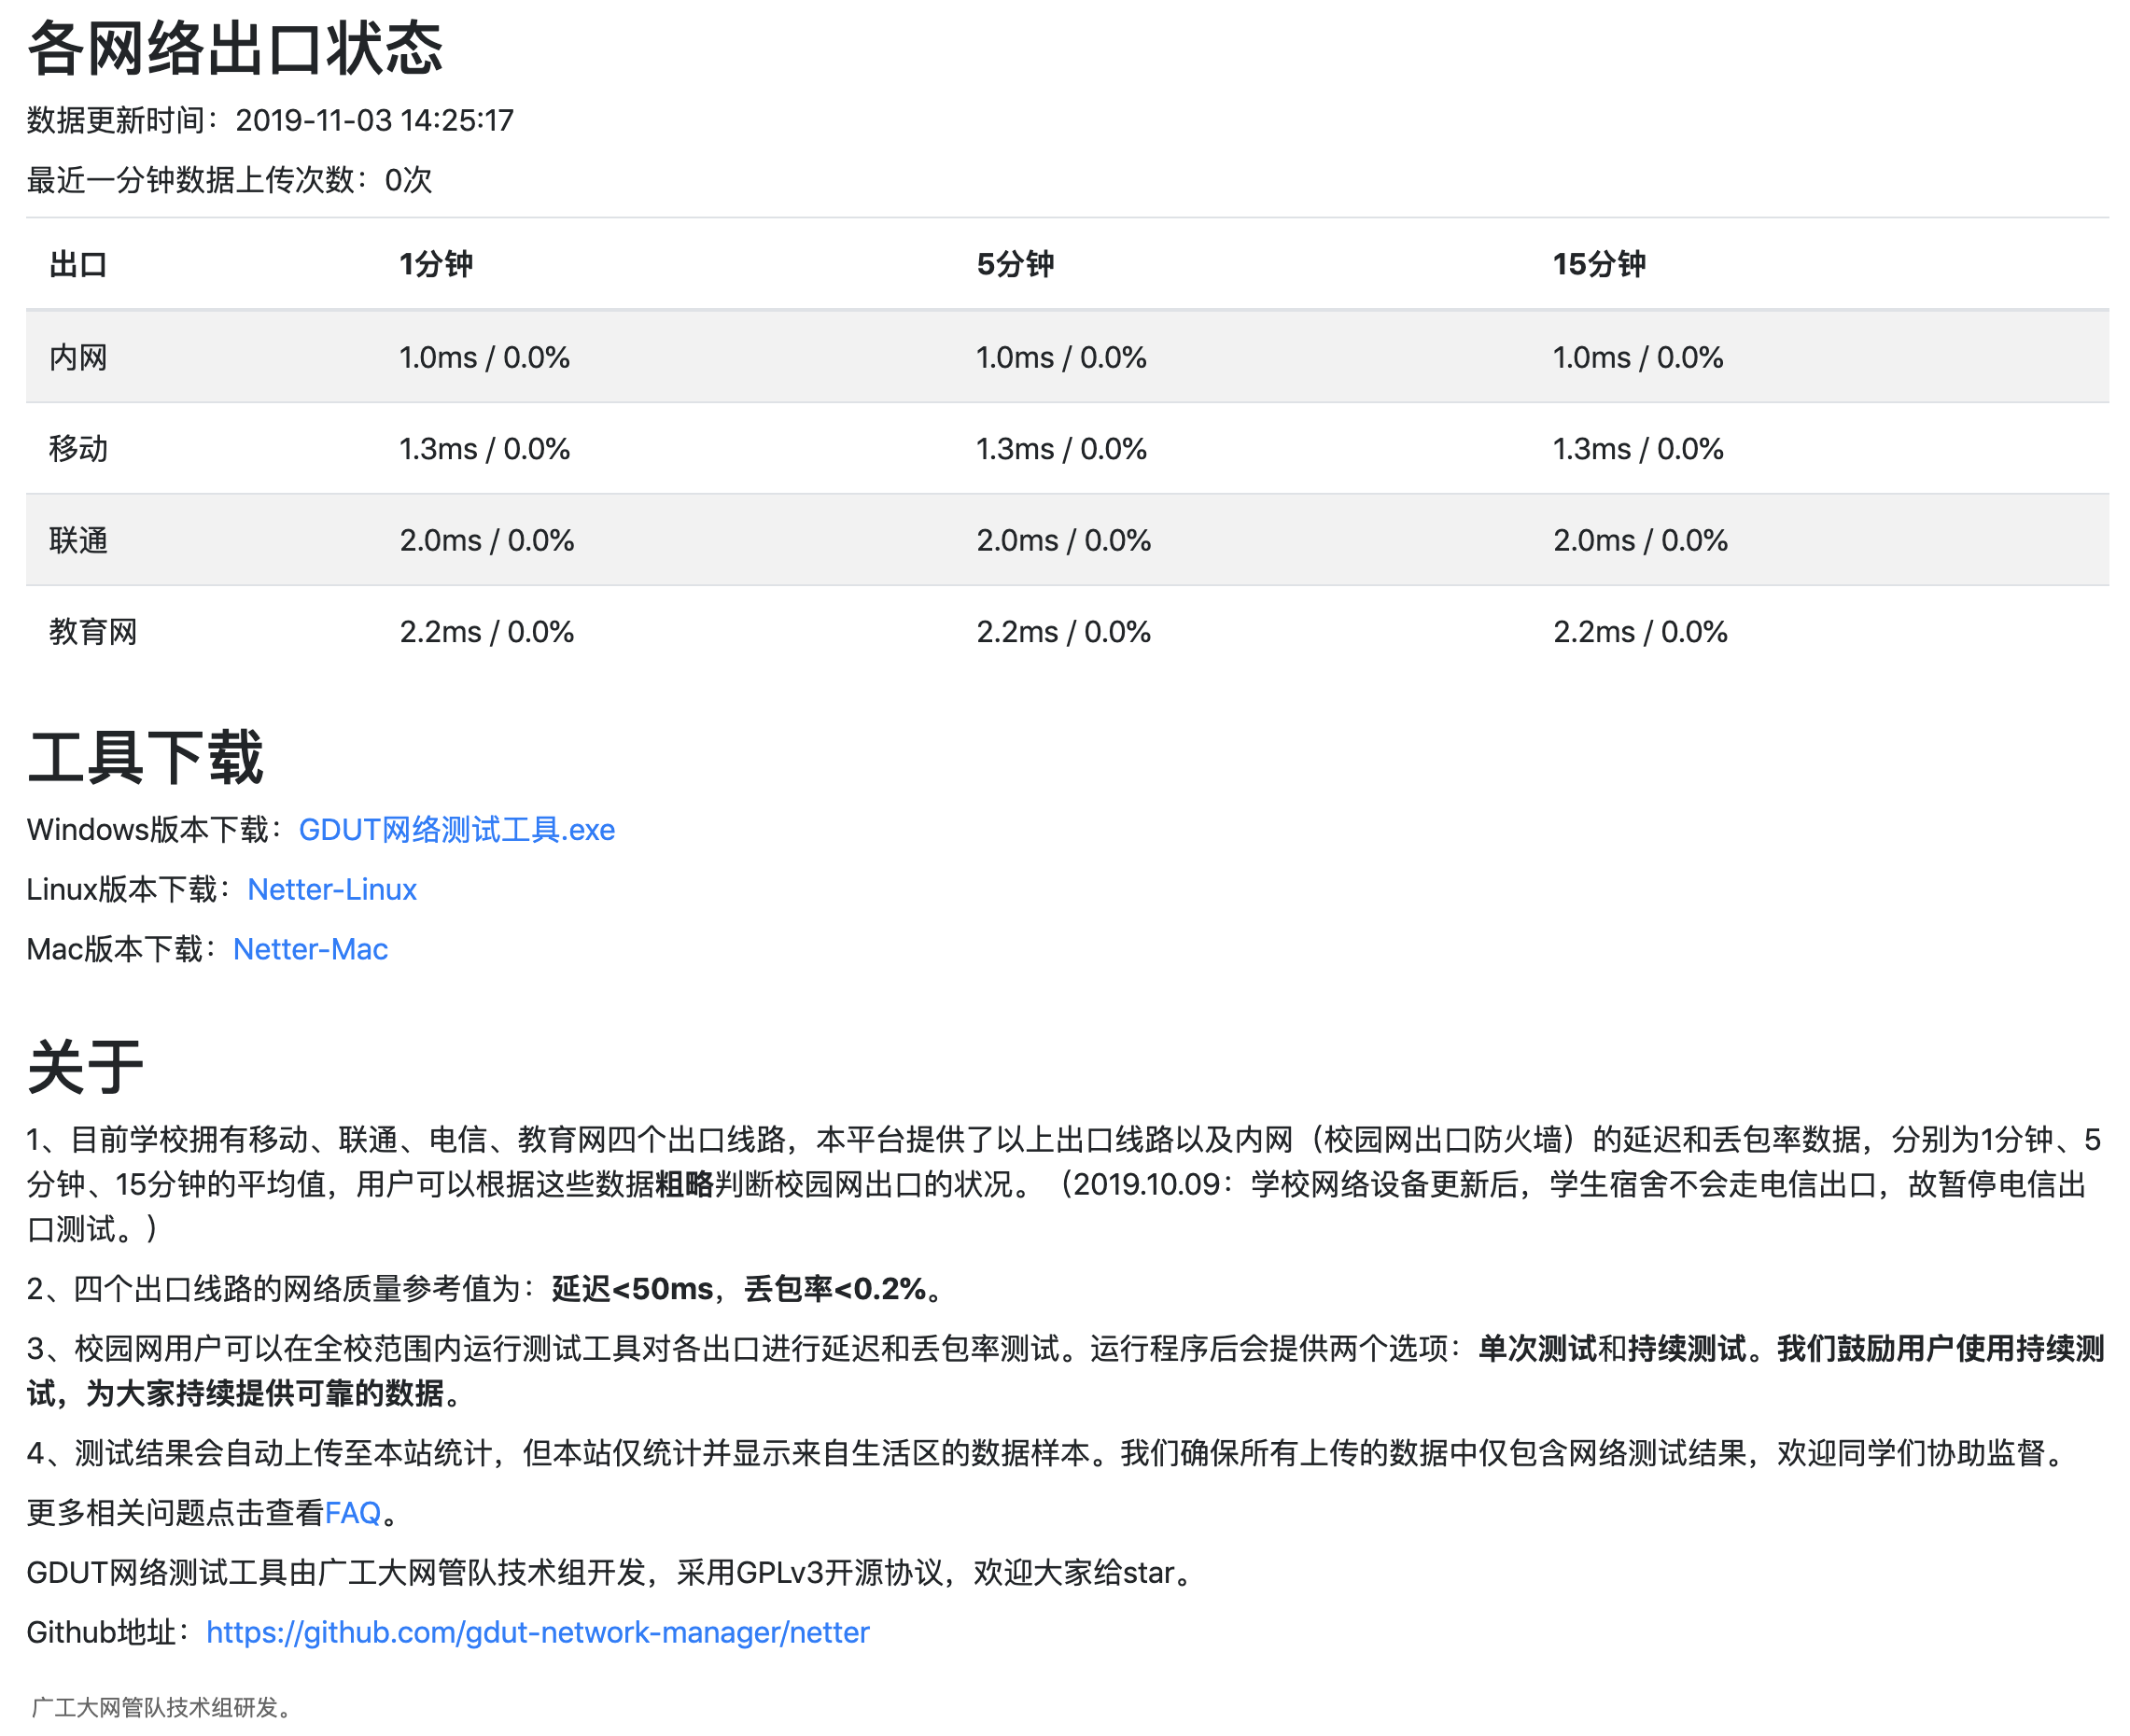 各网络出口状态
数据更新时间：2019-11-03 14:25:17
最近一分钟数据上传次数：0次
出口 1分钟 5分钟 15分钟
内网 1.0ms / 0.0% 1.0ms / 0.0% 1.0ms / 0.0%
移动 1.3ms / 0.0% 1.3ms / 0.0% 1.3ms / 0.0%
联通 2.0ms / 0.0% 2.0ms / 0.0% 2.0ms / 0.0%
教育网 2.2ms / 0.0% 2.2ms / 0.0% 2.2ms / 0.0%
工具下载
Windows版本下载：GDUT网络测试工具.exe
Linux版本下载：Netter-Linux
Mac版本下载：Netter-Mac
关于
1、目前学校拥有移动、联通、电信、教育网四个出口线路，本平台提供了以上出口线路以及内网（校园网出口防火墙）的延迟和丢包率数据，分别为1分钟、5
分钟、15分钟的平均值，用户可以根据这些数据粗略判断校园网出口的状况。（2019.10.09：学校网络设备更新后，学生宿舍不会走电信出口，故暂停电信出
口测试。）
2、四个出口线路的网络质量参考值为：延迟<50ms，丢包率<0.2%。
3、校园网用户可以在全校范围内运行测试工具对各出口进行延迟和丢包率测试。运行程序后会提供两个选项：单次测试和持续测试。我们鼓励用户使用持续测
试，为大家持续提供可靠的数据。
4、测试结果会自动上传至本站统计，但本站仅统计并显示来自生活区的数据样本。我们确保所有上传的数据中仅包含网络测试结果，欢迎同学们协助监督。
更多相关问题点击查看FAQ。
GDUT网络测试工具由广工大网管队技术组开发，采用GPLv3开源协议，欢迎大家给star。
Github地址：https://github.com/gdut-network-manager/netter
广工大网管队技术组研发。